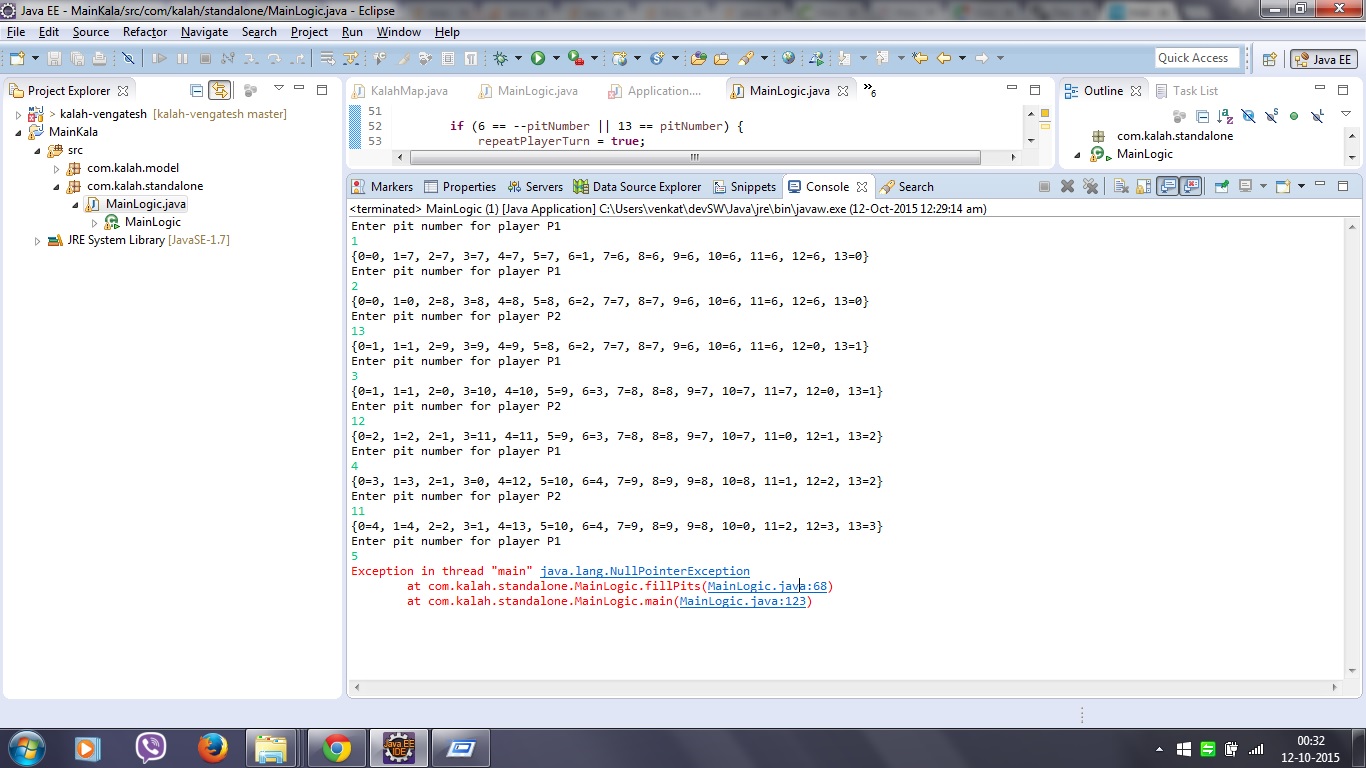 Java EE - MainKala/src/com/kalah/standalone/MainLogic.java - Eclipse
File Edit Source Refactor Navigate Search Project Run Window Help
Quick Access
Java EE
Project Explorer
> kalah-vengatesh [kalah-vengatesh master]
MainKala
src
com.kalah.model
com.kalah.standalone
MainLogic.java
MainLogic
JRE System Library [JavaSE-1.7]
KalahMap.java MainLogic.java Application.... MainLogic.java »6
51
52 if (6 == --pitNumber || 13 == pitNumber) {
53 repeatPlayerTurn = true;
Outline Task List
com.kalah.standalone
MainLogic
Markers Properties Servers Data Source Explorer Snippets Console Search
<terminated> MainLogic (1) [Java Application] C:\Users\venkat\devSW\Java\jre\bin\javaw.exe (12-Oct-2015 12:29:14 am)
Enter pit number for player P1
1
{0=0, 1=7, 2=7, 3=7, 4=7, 5=7, 6=1, 7=6, 8=6, 9=6, 10=6, 11=6, 12=6, 13=0}
Enter pit number for player P1
2
{0=0, 1=0, 2=8, 3=8, 4=8, 5=8, 6=2, 7=7, 8=7, 9=6, 10=6, 11=6, 12=6, 13=0}
Enter pit number for player P2
13
{0=1, 1=1, 2=9, 3=9, 4=9, 5=8, 6=2, 7=7, 8=7, 9=6, 10=6, 11=6, 12=0, 13=1}
Enter pit number for player P1
3
{0=1, 1=1, 2=0, 3=10, 4=10, 5=9, 6=3, 7=8, 8=8, 9=7, 10=7, 11=7, 12=0, 13=1}
Enter pit number for player P2
12
{0=2, 1=2, 2=1, 3=11, 4=11, 5=9, 6=3, 7=8, 8=8, 9=7, 10=7, 11=0, 12=1, 13=2}
Enter pit number for player P1
4
{0=3, 1=3, 2=1, 3=0, 4=12, 5=10, 6=4, 7=9, 8=9, 9=8, 10=8, 11=1, 12=2, 13=2}
Enter pit number for player P2
11
{0=4, 1=4, 2=2, 3=1, 4=13, 5=10, 6=4, 7=9, 8=9, 9=8, 10=0, 11=2, 12=3, 13=3}
Enter pit number for player P1
5
Exception in thread "main" java.lang.NullPointerException
at com.kalah.standalone.MainLogic.fillPits(MainLogic.java:68)
at com.kalah.standalone.MainLogic.main(MainLogic.java:123)
Java EE
IDE
00:32
12-10-2015